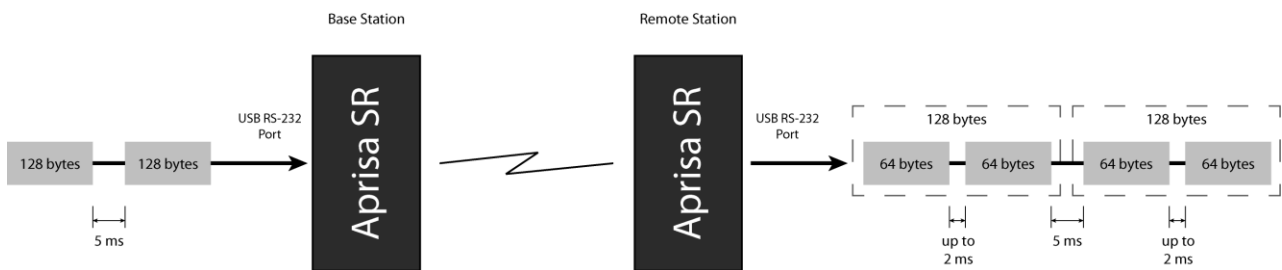 Base Station
Remote Station
USB RS-232
Port
USB RS-232
Port
Aprisa SR
Aprisa SR
128 bytes
128 bytes
128 bytes
128 bytes
64 bytes
64 bytes
64 bytes
64 bytes
5 ms
up to
2 ms
5 ms
up to
2 ms